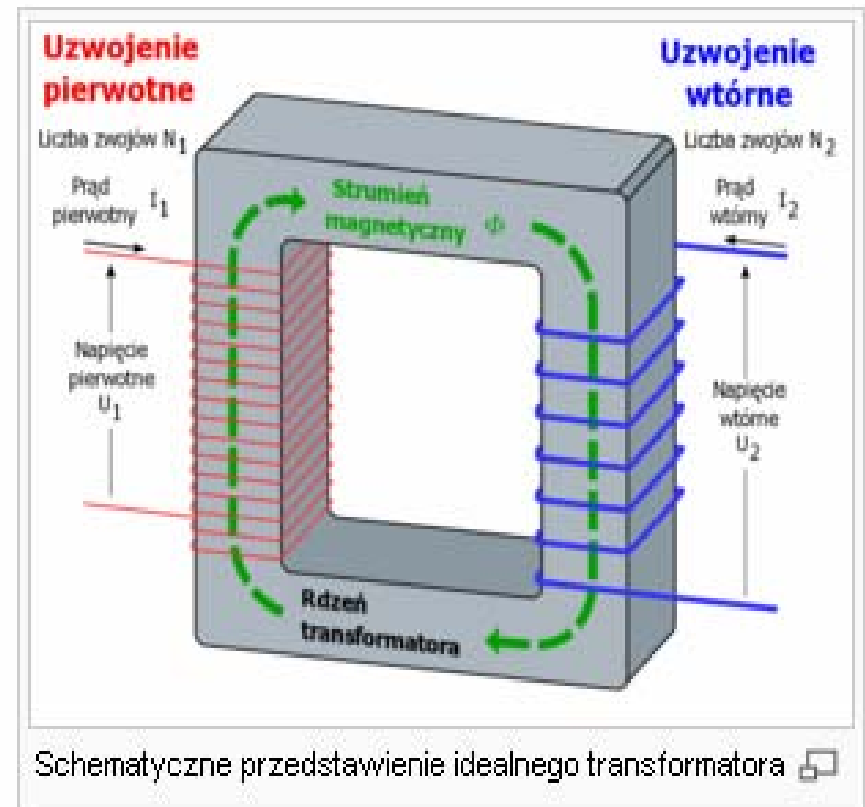 Uzwojenie
pierwotne
Liczba zwojów N1
Prąd
pierwotny I1
Napięcie
pierwotne
U1
Strumień
magnetyczny Φ
Rdzeń
transformatora
Uzwojenie
wtórne
Liczba zwojów N2
Prąd
wtórny I2
Napięcie
wtórne
U2
Schematyczne przedstawienie idealnego transformatora